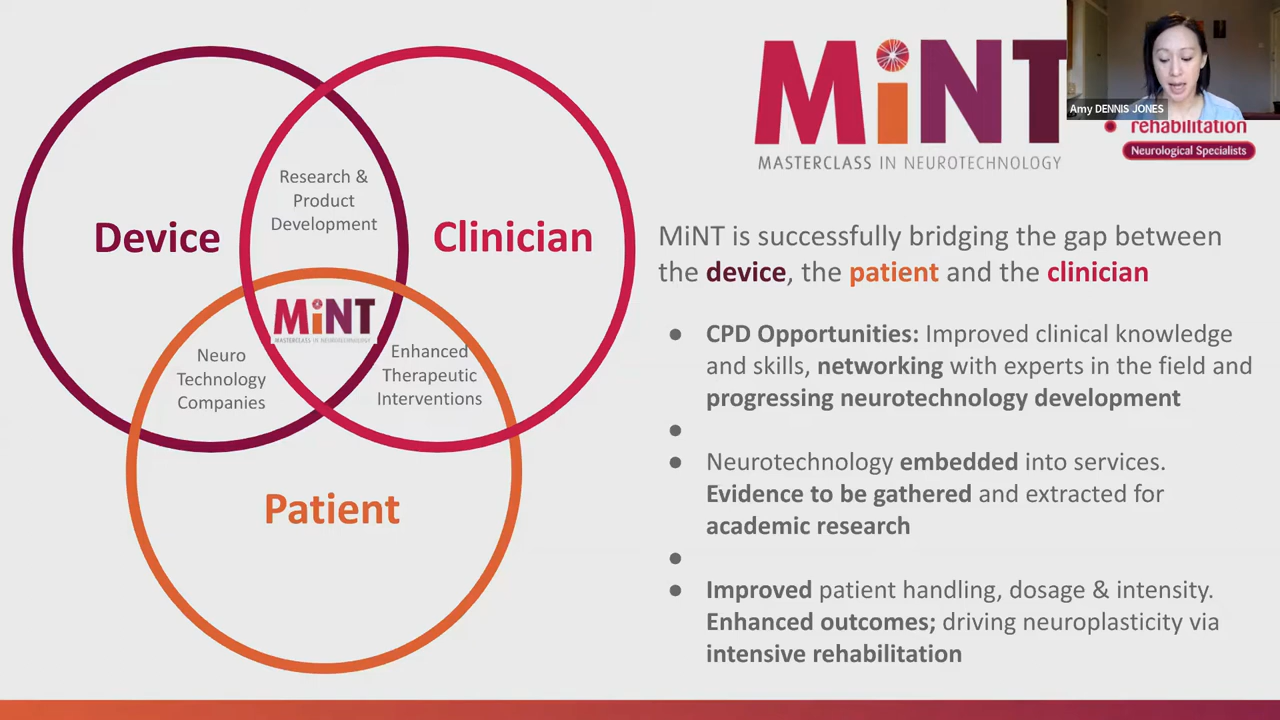 MiNT
MASTERCLASS IN NEUROTECHNOLOGY
Amy DENNIS JONES
rehabilitation
Neurological Specialists
Device
Clinician
Patient
Research &
Product
Development
MiNT
MASTERCLASS IN NEUROTECHNOLOGY
Neuro
Technology
Companies
Enhanced
Therapeutic
Interventions
MiNT is successfully bridging the gap between
the device, the patient and the clinician
● CPD Opportunities: Improved clinical knowledge
and skills, networking with experts in the field and
progressing neurotechnology development
●
● Neurotechnology embedded into services.
Evidence to be gathered and extracted for
academic research
●
● Improved patient handling, dosage & intensity.
Enhanced outcomes; driving neuroplasticity via
intensive rehabilitation